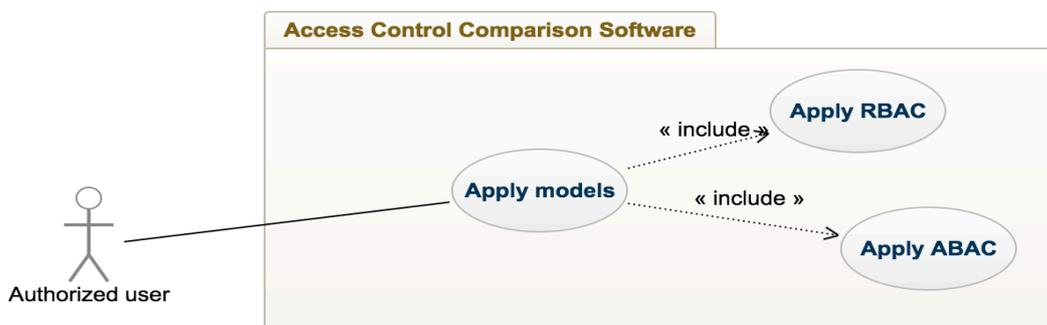 Access Control Comparison Software
Apply RBAC
« include »
Apply models
« include »
Apply ABAC
Authorized user